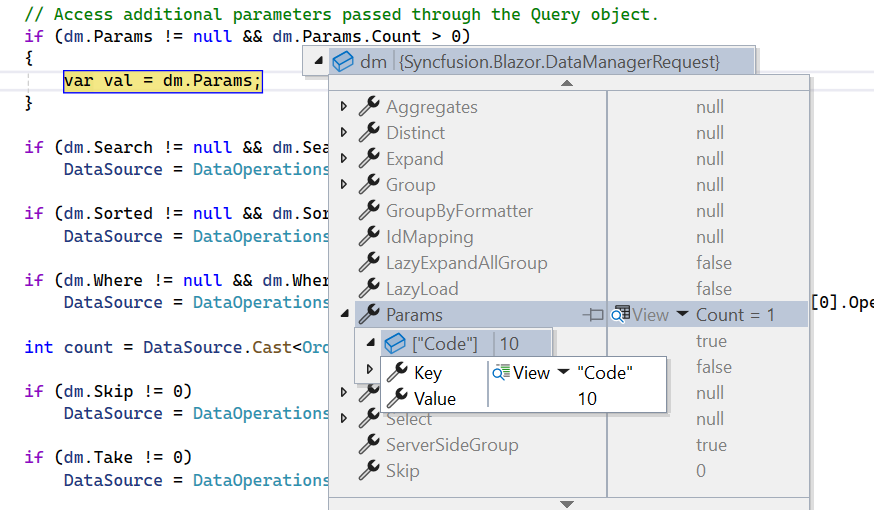 // Access additional parameters passed through the Query object.
if (dm.Params != null && dm.Params.Count > 0)
{
var val = dm.Params;
}
if (dm.Search != null && dm.Sea
DataSource = DataOperations
if (dm.Sorted != null && dm.Sor
DataSource = DataOperations
if (dm.Where != null && dm.Wher
DataSource = DataOperations
[0].Ope
int count = DataSource.Cast<Ord
if (dm.Skip != 0)
DataSource = DataOperations
if (dm.Take != 0)
DataSource = DataOperations
dm {Syncfusion.Blazor.DataManagerRequest}
Aggregates null
Distinct null
Expand null
Group null
GroupByFormatter null
IdMapping null
LazyExpandAllGroup false
LazyLoad false
Params View Count = 1
["Code"] 10 true
false
Key View "Code"
null
Value 10
Select null
ServerSideGroup true
Skip 0